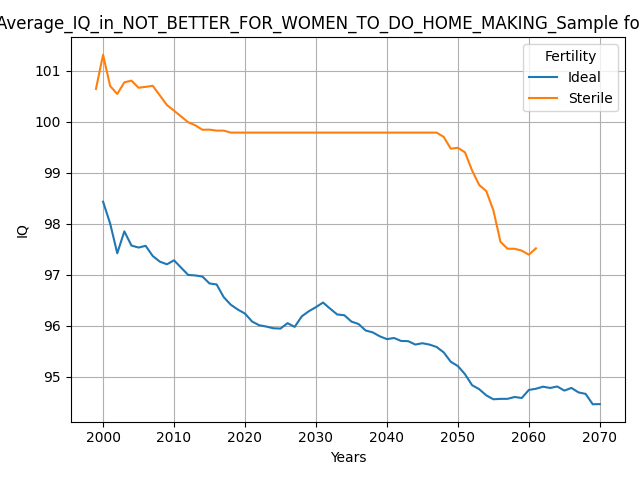 Average_IQ_in_NOT_BETTER_FOR_WOMEN_TO_DO_HOME_MAKING_Sample fo
Fertility
Ideal
Sterile
IQ
101
100
99
98
97
96
95
2000 2010 2020 2030 2040 2050 2060 2070
Years